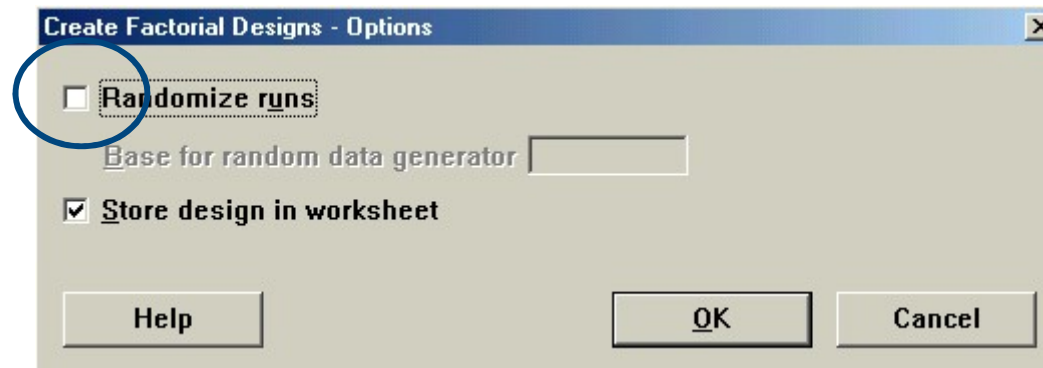 Create Factorial Designs - Options
Randomize runs
Base for random data generator
Store design in worksheet
Help OK Cancel